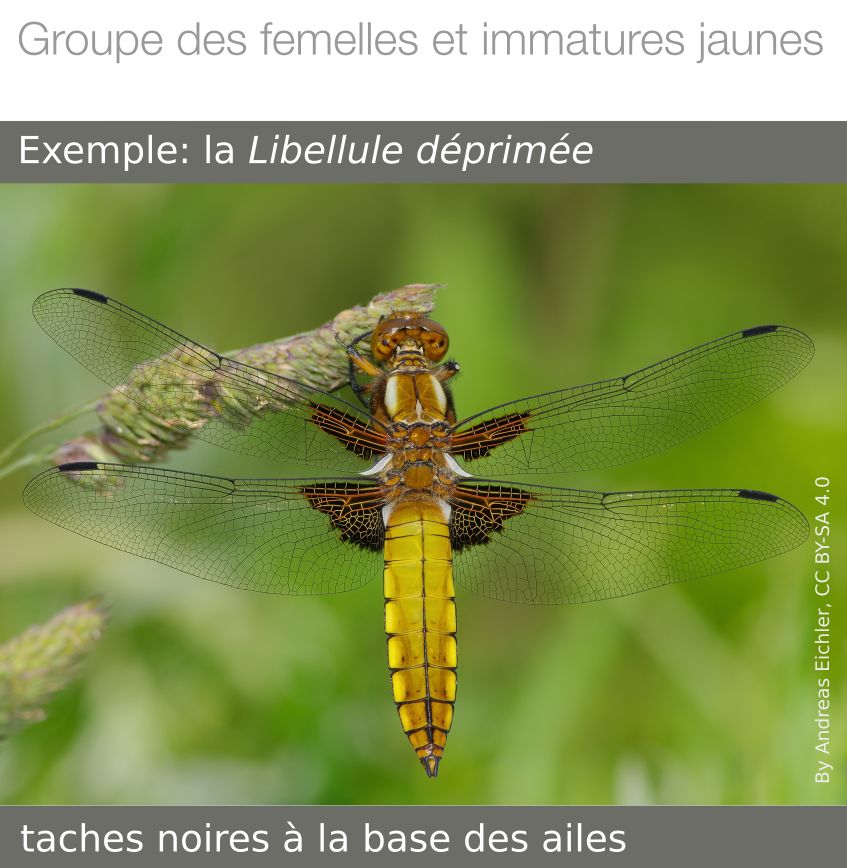 Groupe des femelles et immatures jaunes
Exemple: la Libellule déprimée
By Andreas Eichler, CC BY-SA 4.0
taches noires à la base des ailes